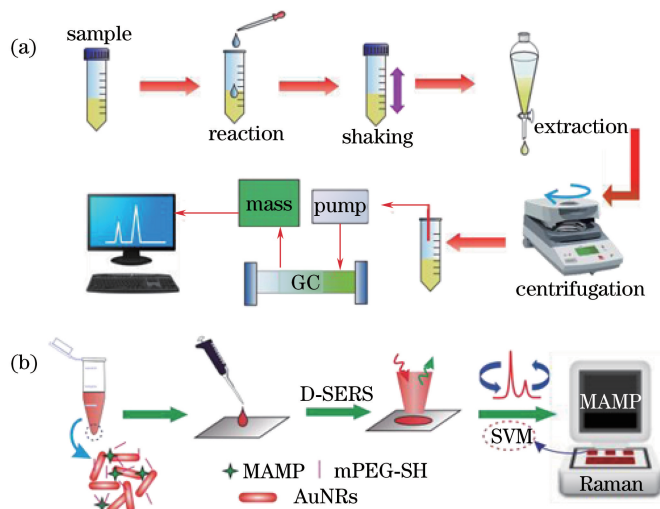 (a)
sample
reaction
shaking
extraction
mass
pump
GC
centrifugation
(b)
D-SERS
SVM
MAMP
Raman
MAMP
mPEG-SH
AuNRs